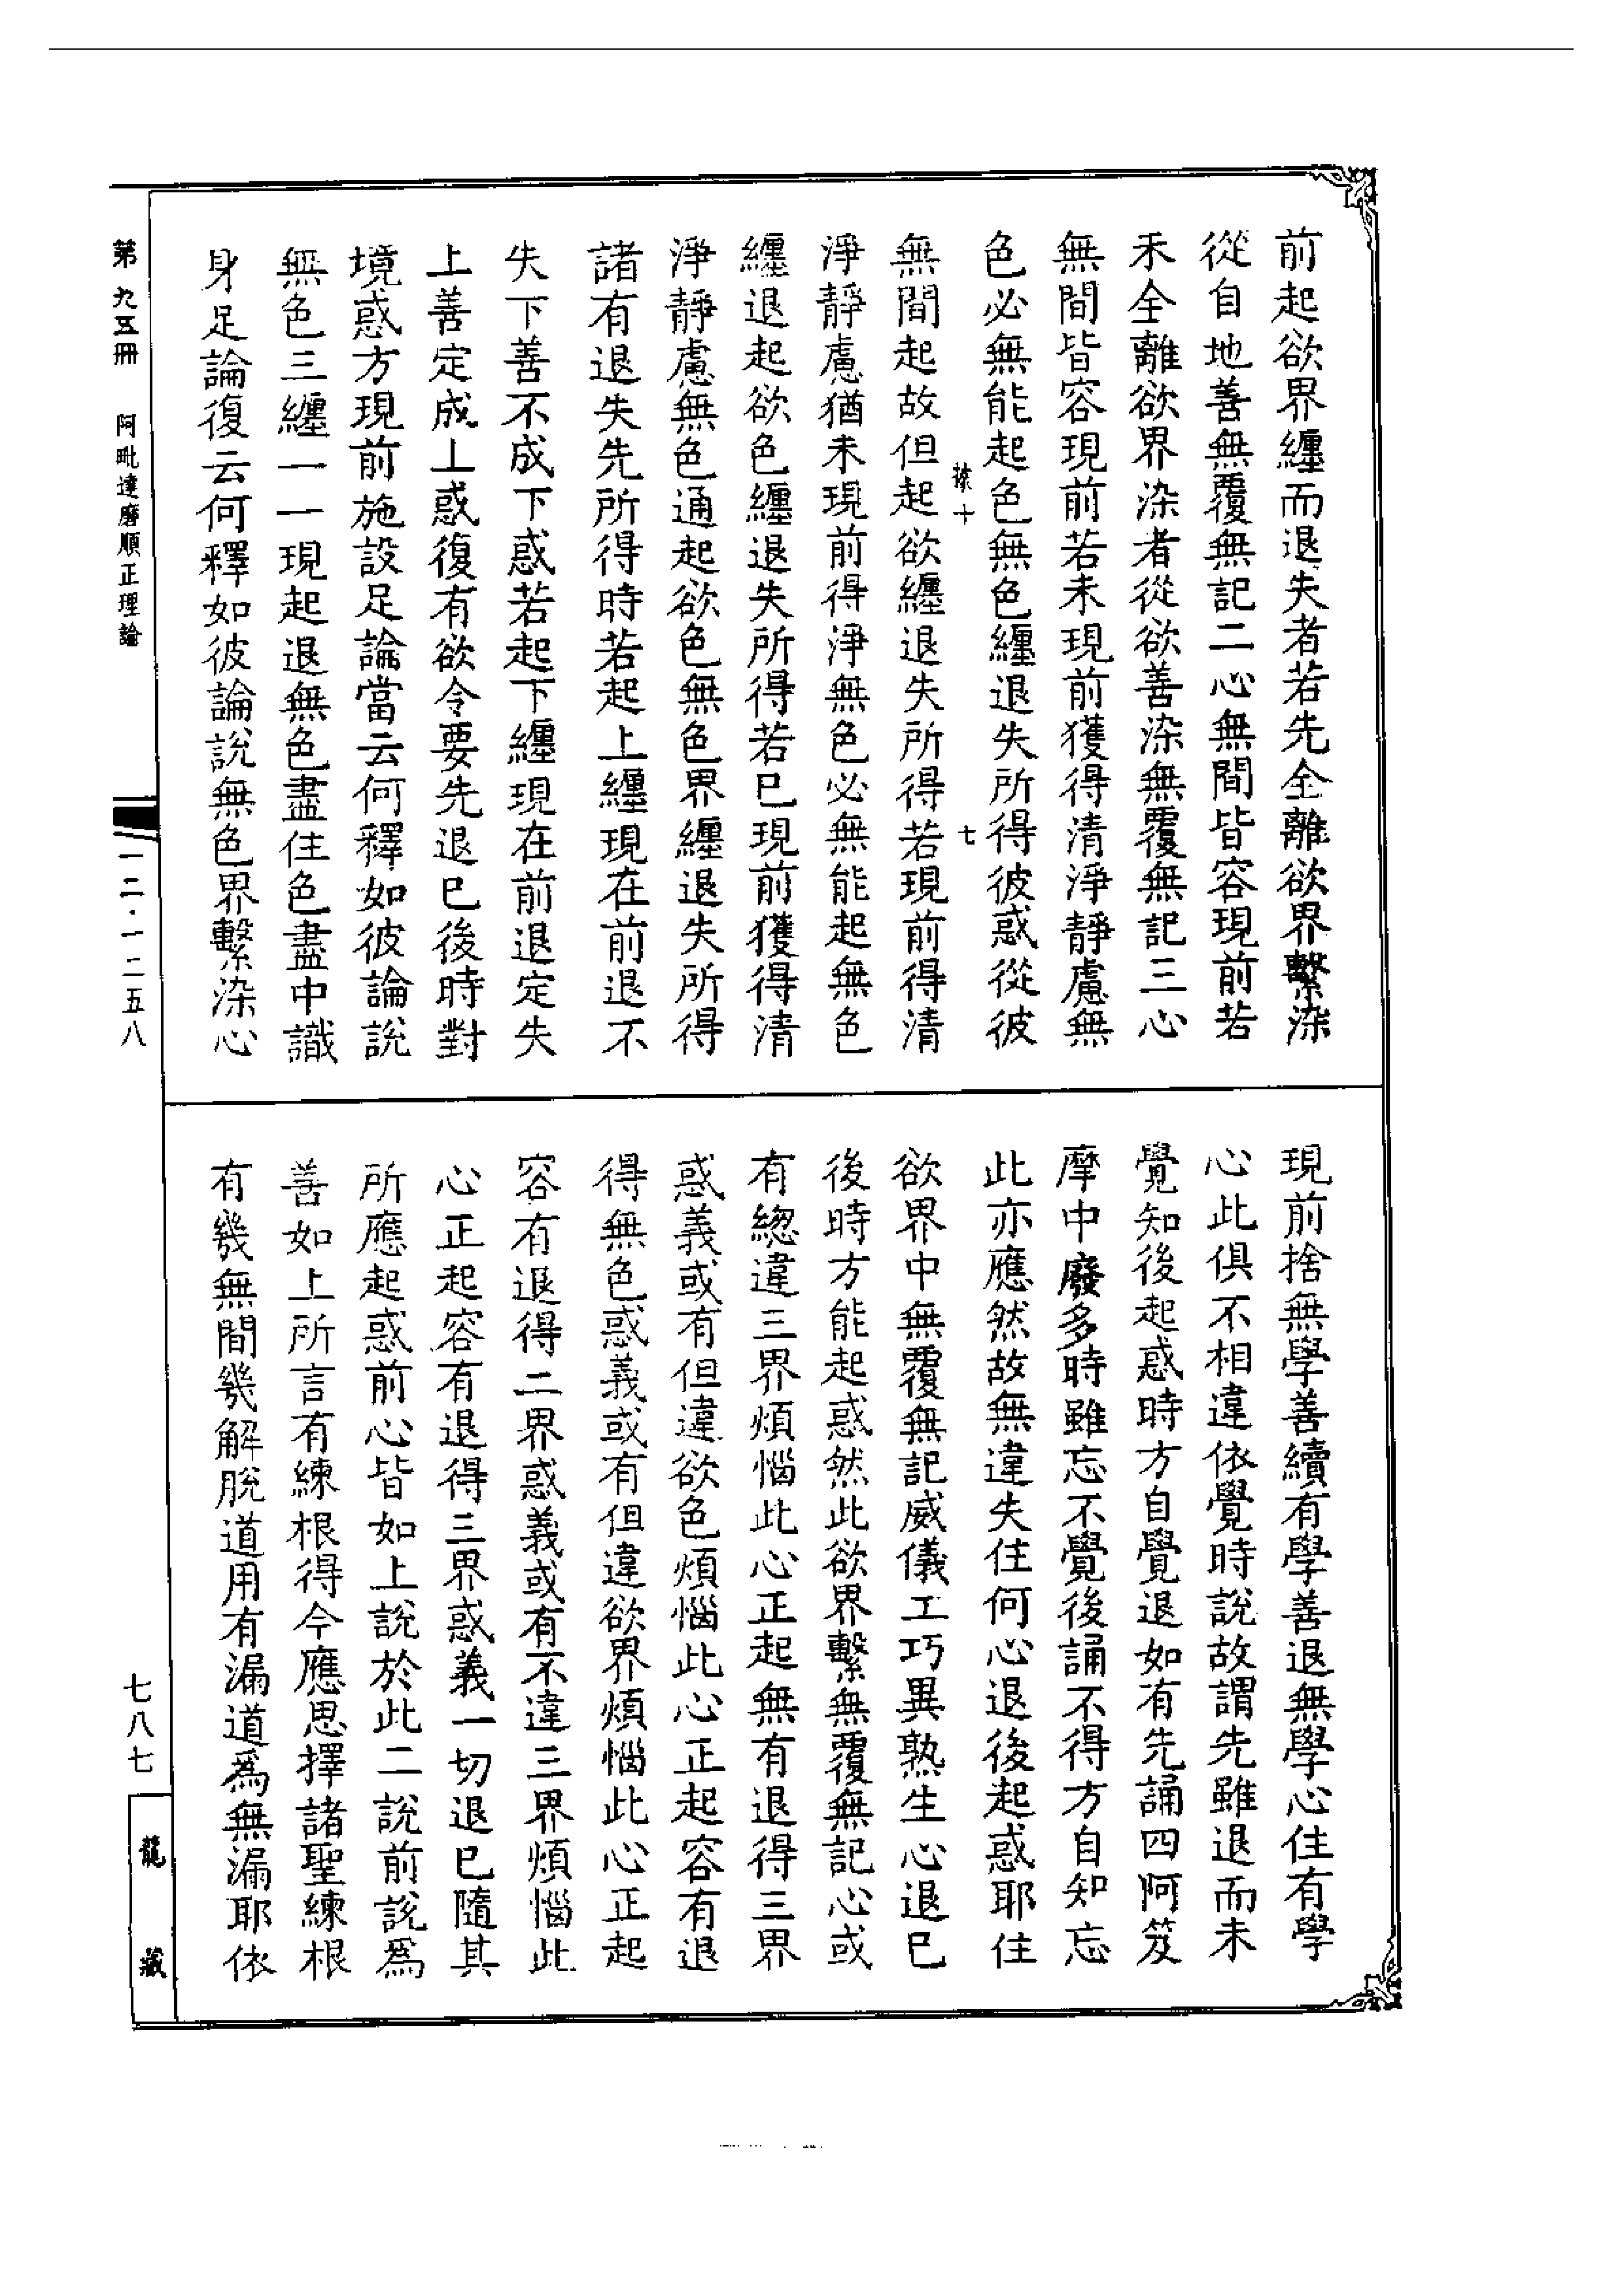 前起欲界纏而退失者若先全離欲界繫染
從自地善無覆無記二心無間皆容現前若
未全離欲界染者從欲善染無覆無記三心
無間皆容現前若未現前獲得清淨靜慮無
色必無能起色無色纏退失所得彼惑從彼
㨿十 七
無間起故但起欲纏退失所得若現前得清
淨靜慮猶未現前得淨無色必無能起無色
纏退起欲色纏退失所得若已現前獲得清
淨靜慮無色通起欲色無色界纏退失所得
諸有退失先所得時若起上纏現在前退不
失下善不成下惑若起下纏現在前退定失
上善定成上惑復有欲令要先退已後時對
境惑方現前施設足論當云何釋如彼論說
無色三纏一一現起退無色盡住色盡中識
身足論復云何釋如彼論說無色界繫染心
現前捨無學善續有學善退無學心住有學
心此俱不相違依覺時說故謂先雖退而未
覺知後起惑時方自覺退如有先誦四阿笈
摩中廢多時雖忘不覺後誦不得方自知忘
此亦應然故無違失住何心退後起惑耶住
欲界中無覆無記威儀工巧異熟生心退已
後時方能起惑然此欲界繫無覆無記心或
有總違三界煩惱此心正起無有退得三界
惑義或有但違欲色煩惱此心正起容有退
得無色惑義或有但違欲界煩惱此心正起
容有退得二界惑義或有不違三界煩惱此
心正起容有退得三界惑義一切退已隨其
所應起惑前心皆如上說於此二說前說為
善如上所言有練根得今應思擇諸聖練根
有幾無間幾解脫道用有漏道為無漏耶依
第九五冊 阿毗達磨順正理論
一二·一二五八
七八七
龍藏